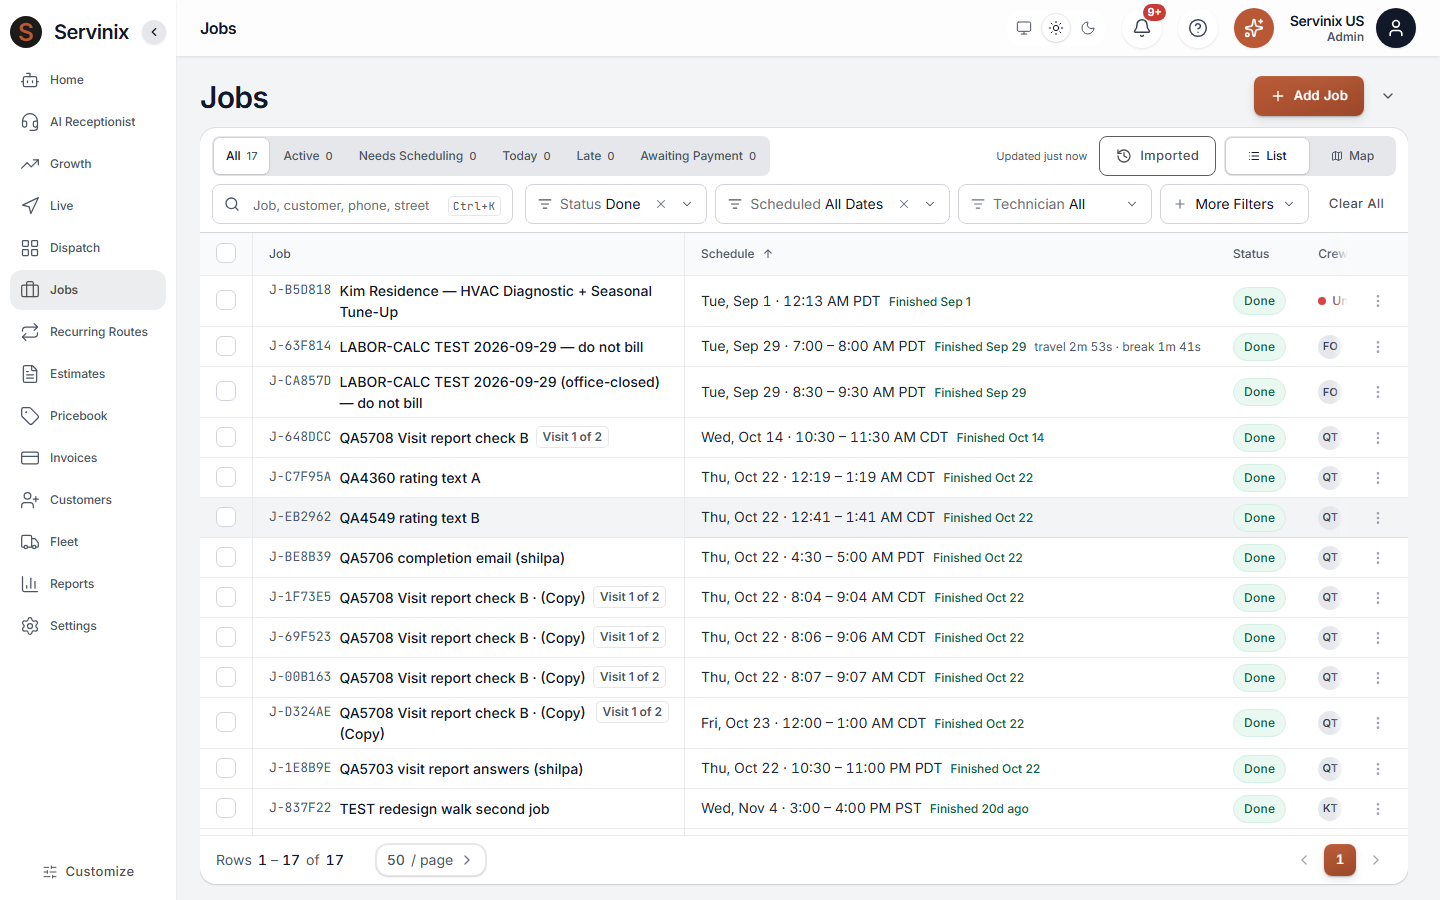 S Servinix
Home
AI Receptionist
Growth
Live
Dispatch
Jobs
Recurring Routes
Estimates
Pricebook
Invoices
Customers
Fleet
Reports
Settings
Customize
Jobs
9+
Servinix US
Admin
Jobs
+ Add Job
All 17 Active 0 Needs Scheduling 0 Today 0 Late 0 Awaiting Payment 0
Updated just now Imported List Map
Job, customer, phone, street Ctrl+K Status Done Scheduled All Dates Technician All + More Filters Clear All
Job Schedule Status Crew
J-B5D818 Kim Residence — HVAC Diagnostic + Seasonal Tune-Up Tue, Sep 1 · 12:13 AM PDT Finished Sep 1 Done Un
J-63F814 LABOR-CALC TEST 2026-09-29 — do not bill Tue, Sep 29 · 7:00 – 8:00 AM PDT Finished Sep 29 travel 2m 53s · break 1m 41s Done FO
J-CA857D LABOR-CALC TEST 2026-09-29 (office-closed) — do not bill Tue, Sep 29 · 8:30 – 9:30 AM PDT Finished Sep 29 Done FO
J-648DCC QA5708 Visit report check B Visit 1 of 2 Wed, Oct 14 · 10:30 – 11:30 AM CDT Finished Oct 14 Done QT
J-C7F95A QA4360 rating text A Thu, Oct 22 · 12:19 – 1:19 AM CDT Finished Oct 22 Done QT
J-EB2962 QA4549 rating text B Thu, Oct 22 · 12:41 – 1:41 AM CDT Finished Oct 22 Done QT
J-BE8B39 QA5706 completion email (shilpa) Thu, Oct 22 · 4:30 – 5:00 AM PDT Finished Oct 22 Done QT
J-1F73E5 QA5708 Visit report check B · (Copy) Visit 1 of 2 Thu, Oct 22 · 8:04 – 9:04 AM CDT Finished Oct 22 Done QT
J-69F523 QA5708 Visit report check B · (Copy) Visit 1 of 2 Thu, Oct 22 · 8:06 – 9:06 AM CDT Finished Oct 22 Done QT
J-00B163 QA5708 Visit report check B · (Copy) Visit 1 of 2 Thu, Oct 22 · 8:07 – 9:07 AM CDT Finished Oct 22 Done QT
J-D324AE QA5708 Visit report check B · (Copy) (Copy) Visit 1 of 2 Fri, Oct 23 · 12:00 – 1:00 AM CDT Finished Oct 22 Done QT
J-1E8B9E QA5703 visit report answers (shilpa) Thu, Oct 22 · 10:30 – 11:00 PM PDT Finished Oct 22 Done QT
J-837F22 TEST redesign walk second job Wed, Nov 4 · 3:00 – 4:00 PM PST Finished 20d ago Done KT
Rows 1 – 17 of 17 50 / page 1